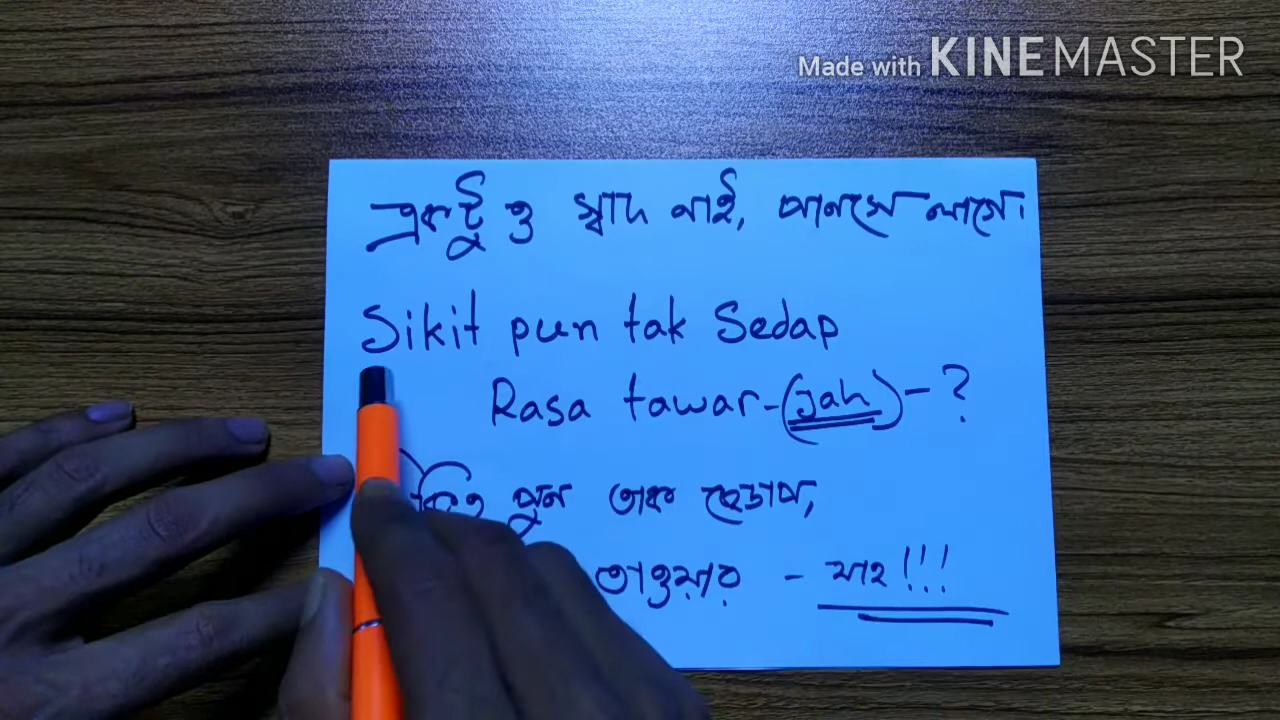 Made with KINEMASTER
একটু ও স্বাদ নাই, পানসে লাগে।
Sikit pun tak Sedap
Rasa tawar-(jah)-?
পুন তাক ছেডাপ,
তাওয়ার - যাহ!!!